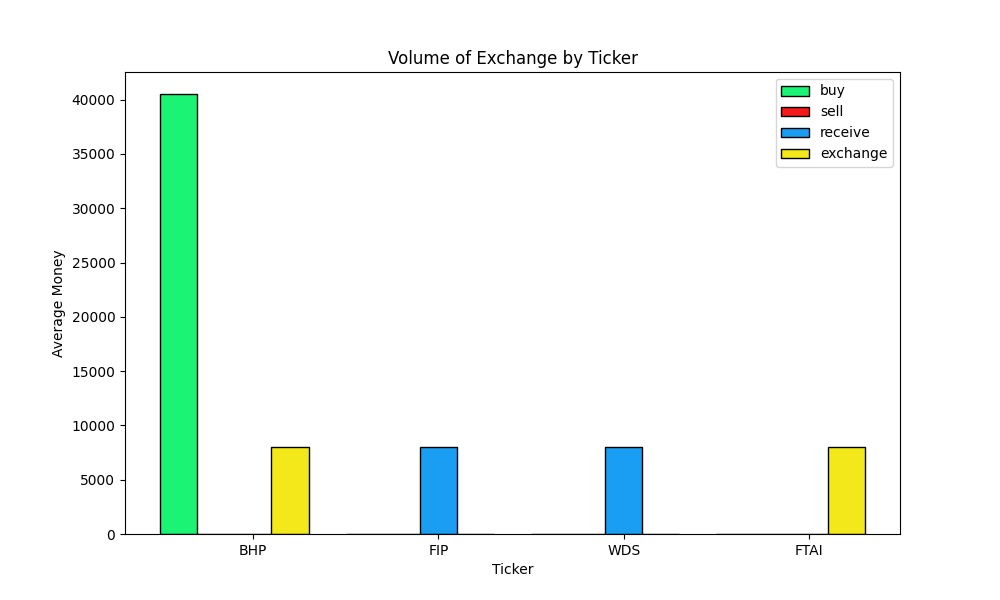 Volume of Exchange by Ticker
buy
sell
receive
exchange
40000
35000
30000
25000
20000
15000
10000
5000
0
Average Money
BHP
FIP
WDS
FTAI
Ticker